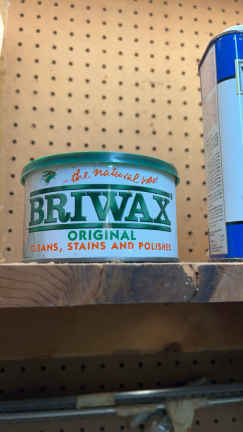 the natural wax
BRIWAX
ORIGINAL
CLEANS, STAINS AND POLISHES